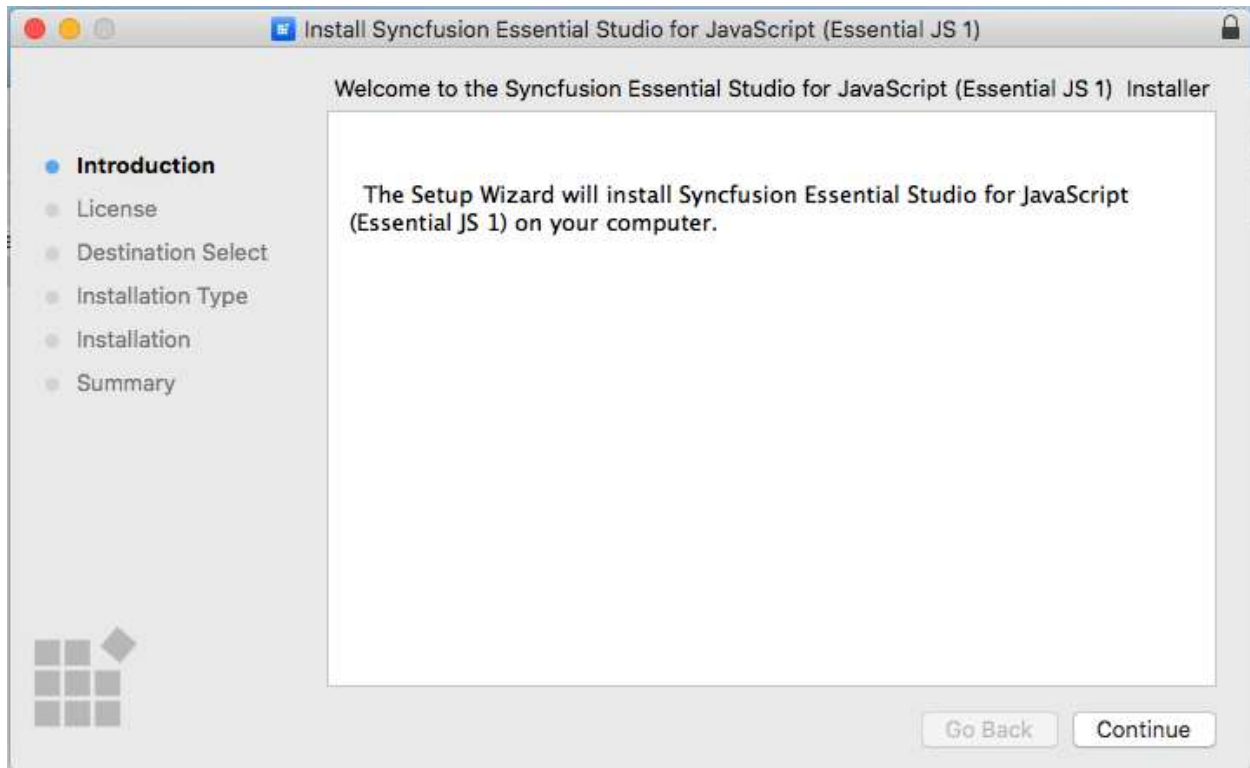 Install Syncfusion Essential Studio for JavaScript (Essential JS 1)
Welcome to the Syncfusion Essential Studio for JavaScript (Essential JS 1) Installer
Introduction
License
Destination Select
Installation Type
Installation
Summary
The Setup Wizard will install Syncfusion Essential Studio for JavaScript
(Essential JS 1) on your computer.
Go Back
Continue